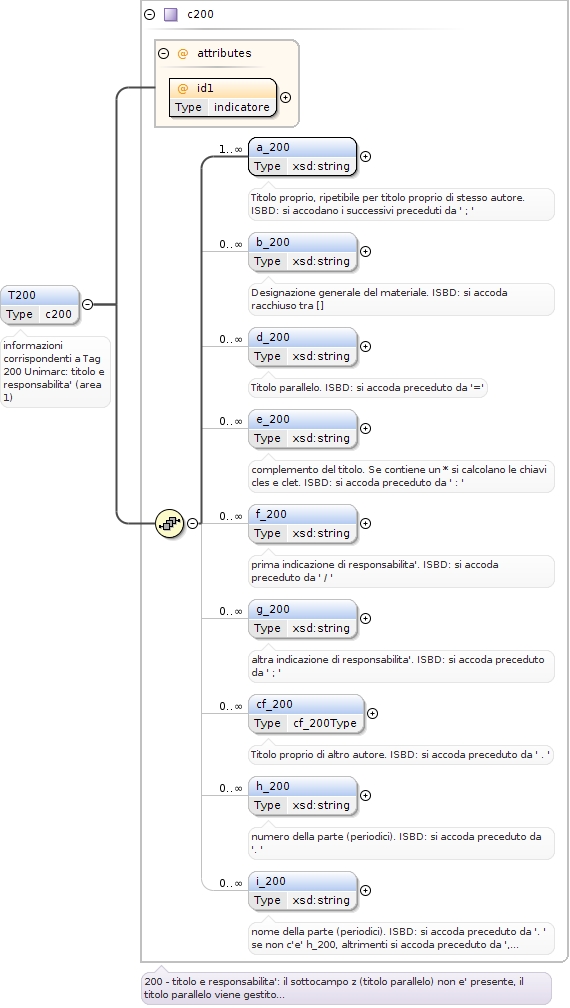 c200
@ attributes
@ id1
Type indicatore
1..∞
a_200
Type xsd:string
Titolo proprio, ripetibile per titolo proprio di stesso autore.
ISBD: si accodano i successivi preceduti da ' ; '
0..∞
b_200
Type xsd:string
Designazione generale del materiale. ISBD: si accoda
racchiuso tra []
T200
Type c200
informazioni
corrispondenti a Tag
200 Unimarc: titolo e
responsabilita' (area
1)
0..∞
d_200
Type xsd:string
Titolo parallelo. ISBD: si accoda preceduto da '='
0..∞
e_200
Type xsd:string
complemento del titolo. Se contiene un * si calcolano le chiavi
cles e clet. ISBD: si accoda preceduto da ' : '
0..∞
f_200
Type xsd:string
prima indicazione di responsabilita'. ISBD: si accoda
preceduto da ' / '
0..∞
g_200
Type xsd:string
altra indicazione di responsabilita'. ISBD: si accoda preceduto
da ' ; '
0..∞
cf_200
Type cf_200Type
Titolo proprio di altro autore. ISBD: si accoda preceduto da ' . '
0..∞
h_200
Type xsd:string
numero della parte (periodici). ISBD: si accoda preceduto da
'. '
0..∞
i_200
Type xsd:string
nome della parte (periodici). ISBD: si accoda preceduto da '. '
se non c'e' h_200, altrimenti si accoda preceduto da ',...
200 - titolo e responsabilita': il sottocampo z (titolo parallelo) non e' presente, il
titolo parallelo viene gestito...